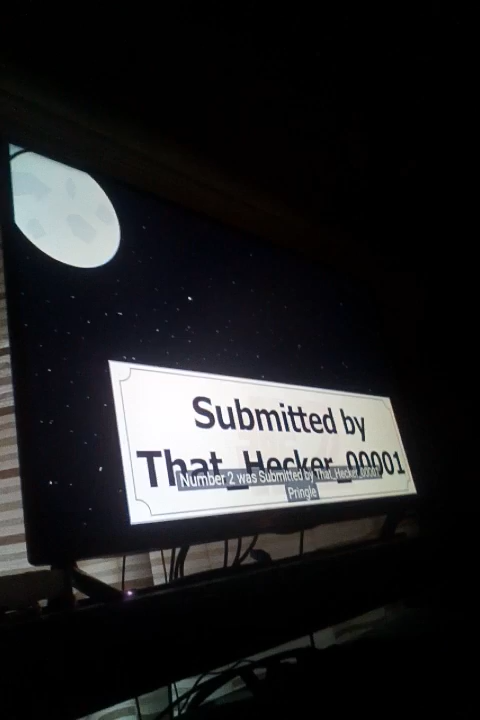 Submitted by
That_Hecker_00001
Number 2 was Submitted by That_Hecker_00001
Pringle